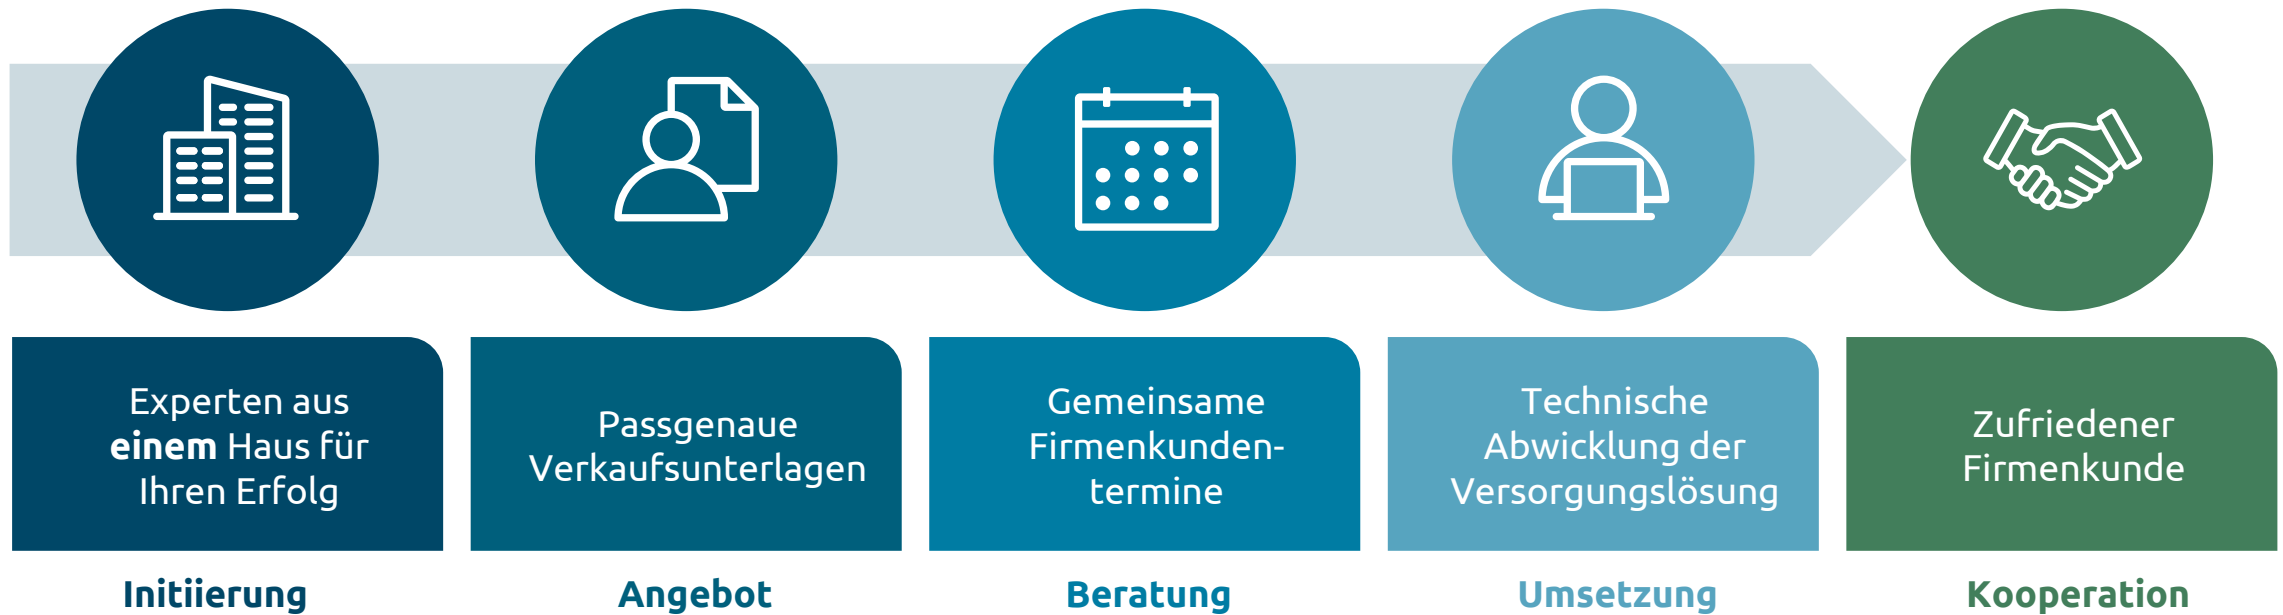 Experten aus
einem Haus für
Ihren Erfolg
Passgenaue
Verkaufsunterlagen
Gemeinsame
Firmenkunden-
termine
Technische
Abwicklung der
Versorgungslösung
Zufriedener
Firmenkunde
Initiierung
Angebot
Beratung
Umsetzung
Kooperation